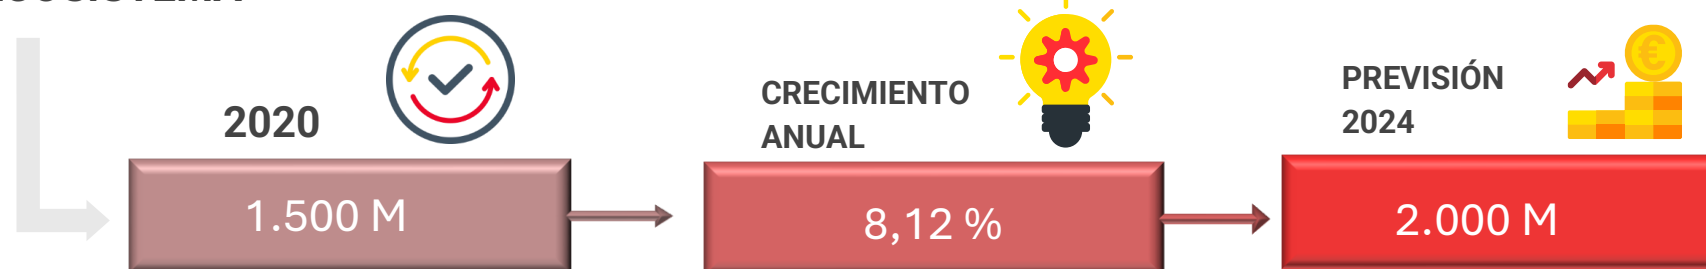 2020
CRECIMIENTO
ANUAL
PREVISIÓN
2024
1.500 M
8,12 %
2.000 M